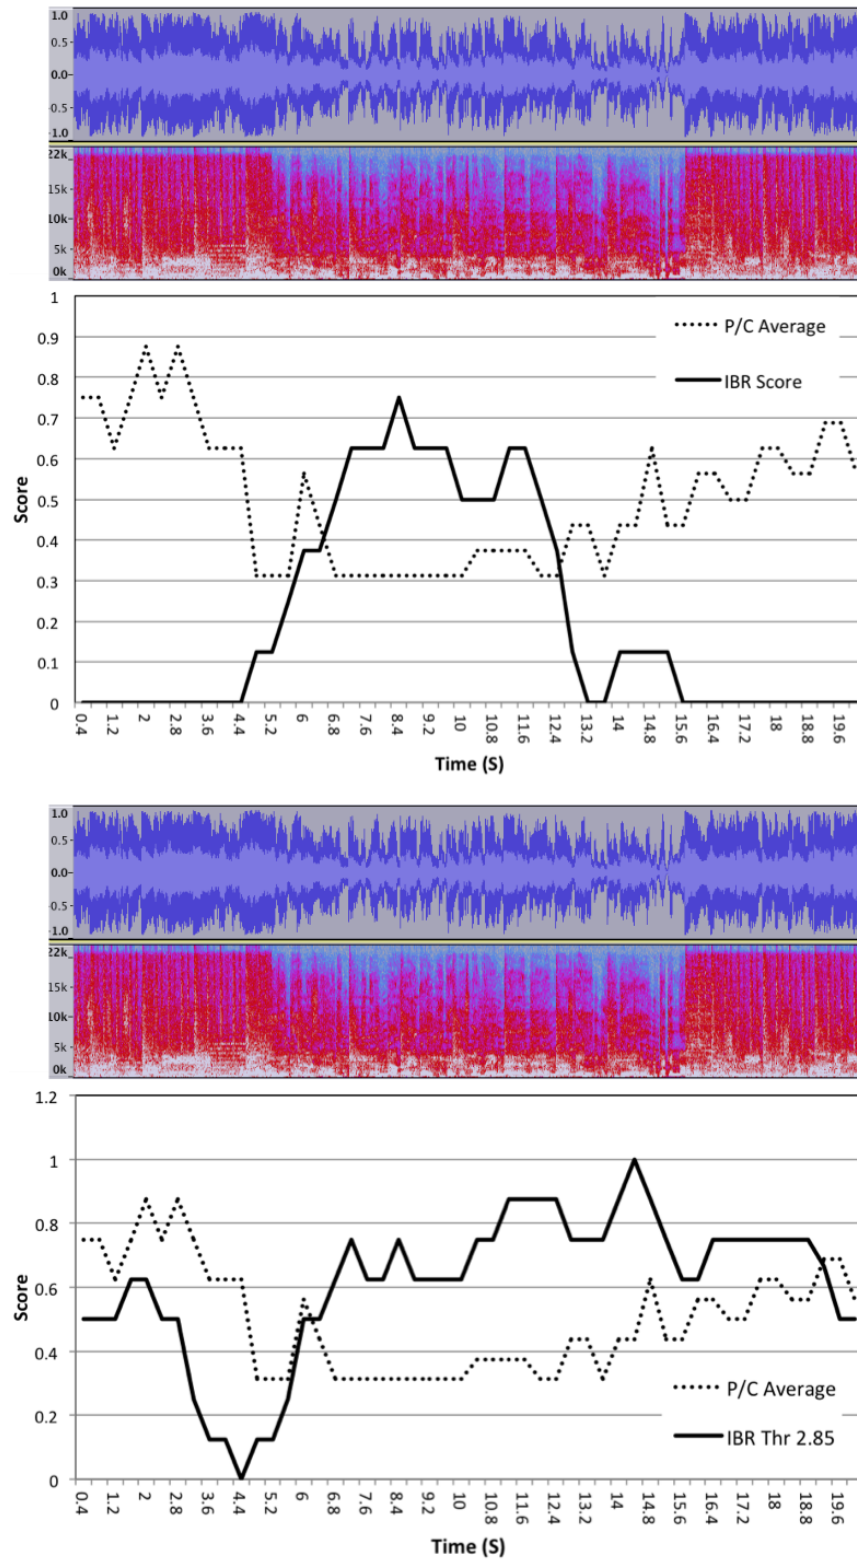 1.0
0.5
0.0-
0.5
1.0
22k
15k
10k
5k
0k
1
0.9
0.8
0.7
0.6
0.5
0.4
0.3
0.2
0.1
0
Score
P/C Average
IBR Score
0.4 1.2 2 2.8 3.6 4.4 5.2 6 6.8 7.6 8.4 9.2 10 10.8 11.6 12.4 13.2 14 14.8 15.6 16.4 17.2 18 18.8 19.6
Time (S)
1.0
0.5
0.0-
0.5
1.0
22k
15k
10k
5k
0k
1.2
1
0.8
0.6
0.4
0.2
0
Score
P/C Average
IBR Thr 2.85
0.4 1.2 2 2.8 3.6 4.4 5.2 6 6.8 7.6 8.4 9.2 10 10.8 11.6 12.4 13.2 14 14.8 15.6 16.4 17.2 18 18.8 19.6
Time (S)